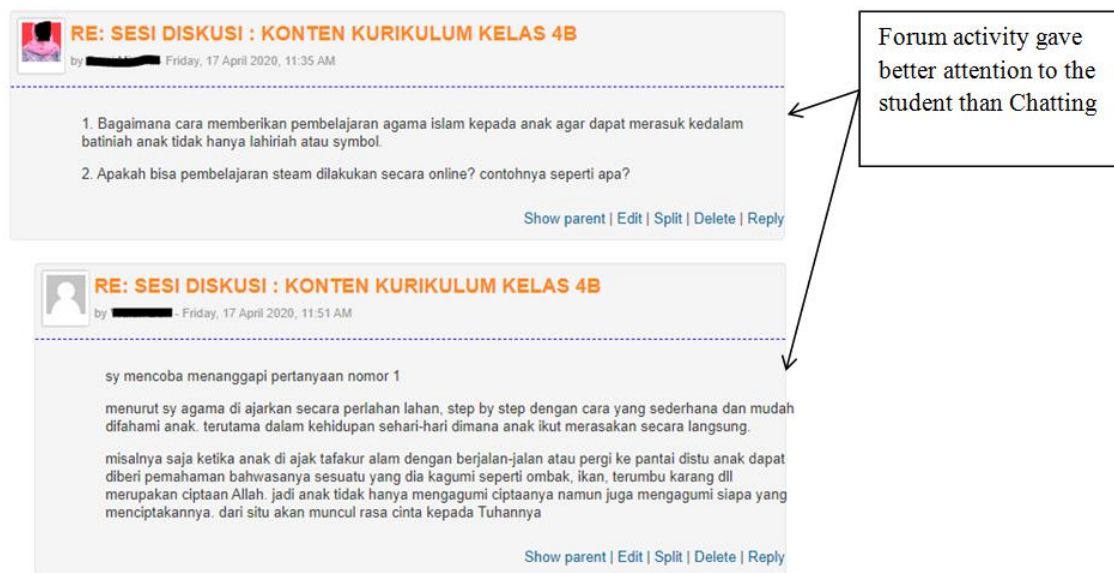 RE: SESI DISKUSI : KONTEN KURIKULUM KELAS 4B
by - Friday, 17 April 2020, 11:35 AM
1. Bagaimana cara memberikan pembelajaran agama islam kepada anak agar dapat merasuk kedalam
batiniah anak tidak hanya lahiriah atau symbol.
2. Apakah bisa pembelajaran steam dilakukan secara online? contohnya seperti apa?
Show parent | Edit | Split | Delete | Reply
RE: SESI DISKUSI : KONTEN KURIKULUM KELAS 4B
by - Friday, 17 April 2020, 11:51 AM
sy mencoba menanggapi pertanyaan nomor 1
menurut sy agama di ajarkan secara perlahan lahan, step by step dengan cara yang sederhana dan mudah
difahami anak. terutama dalam kehidupan sehari-hari dimana anak ikut merasakan secara langsung.
misalnya saja ketika anak di ajak tafakur alam dengan berjalan-jalan atau pergi ke pantai distu anak dapat
diberi pemahaman bahwasanya sesuatu yang dia kagumi seperti ombak, ikan, terumbu karang dll
merupakan ciptaan Allah. jadi anak tidak hanya mengagumi ciptaanya namun juga mengagumi siapa yang
menciptakannya. dari situ akan muncul rasa cinta kepada Tuhannya
Show parent | Edit | Split | Delete | Reply
Forum activity gave
better attention to the
student than Chatting